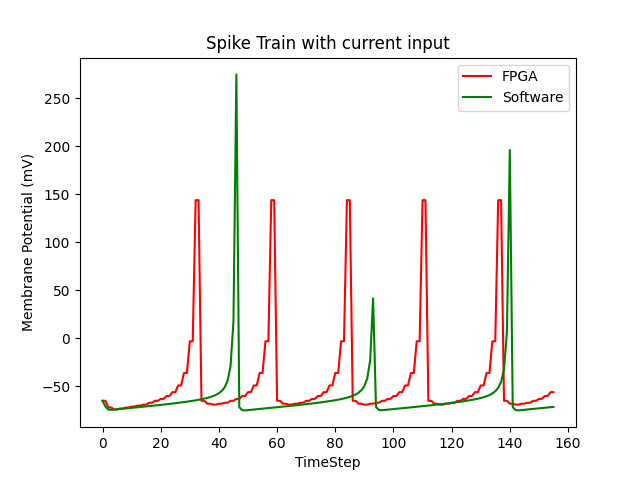 Spike Train with current input
FPGA
Software
250
200
150
100
50
0
−50
Membrane Potential (mV)
0 20 40 60 80 100 120 140 160
TimeStep